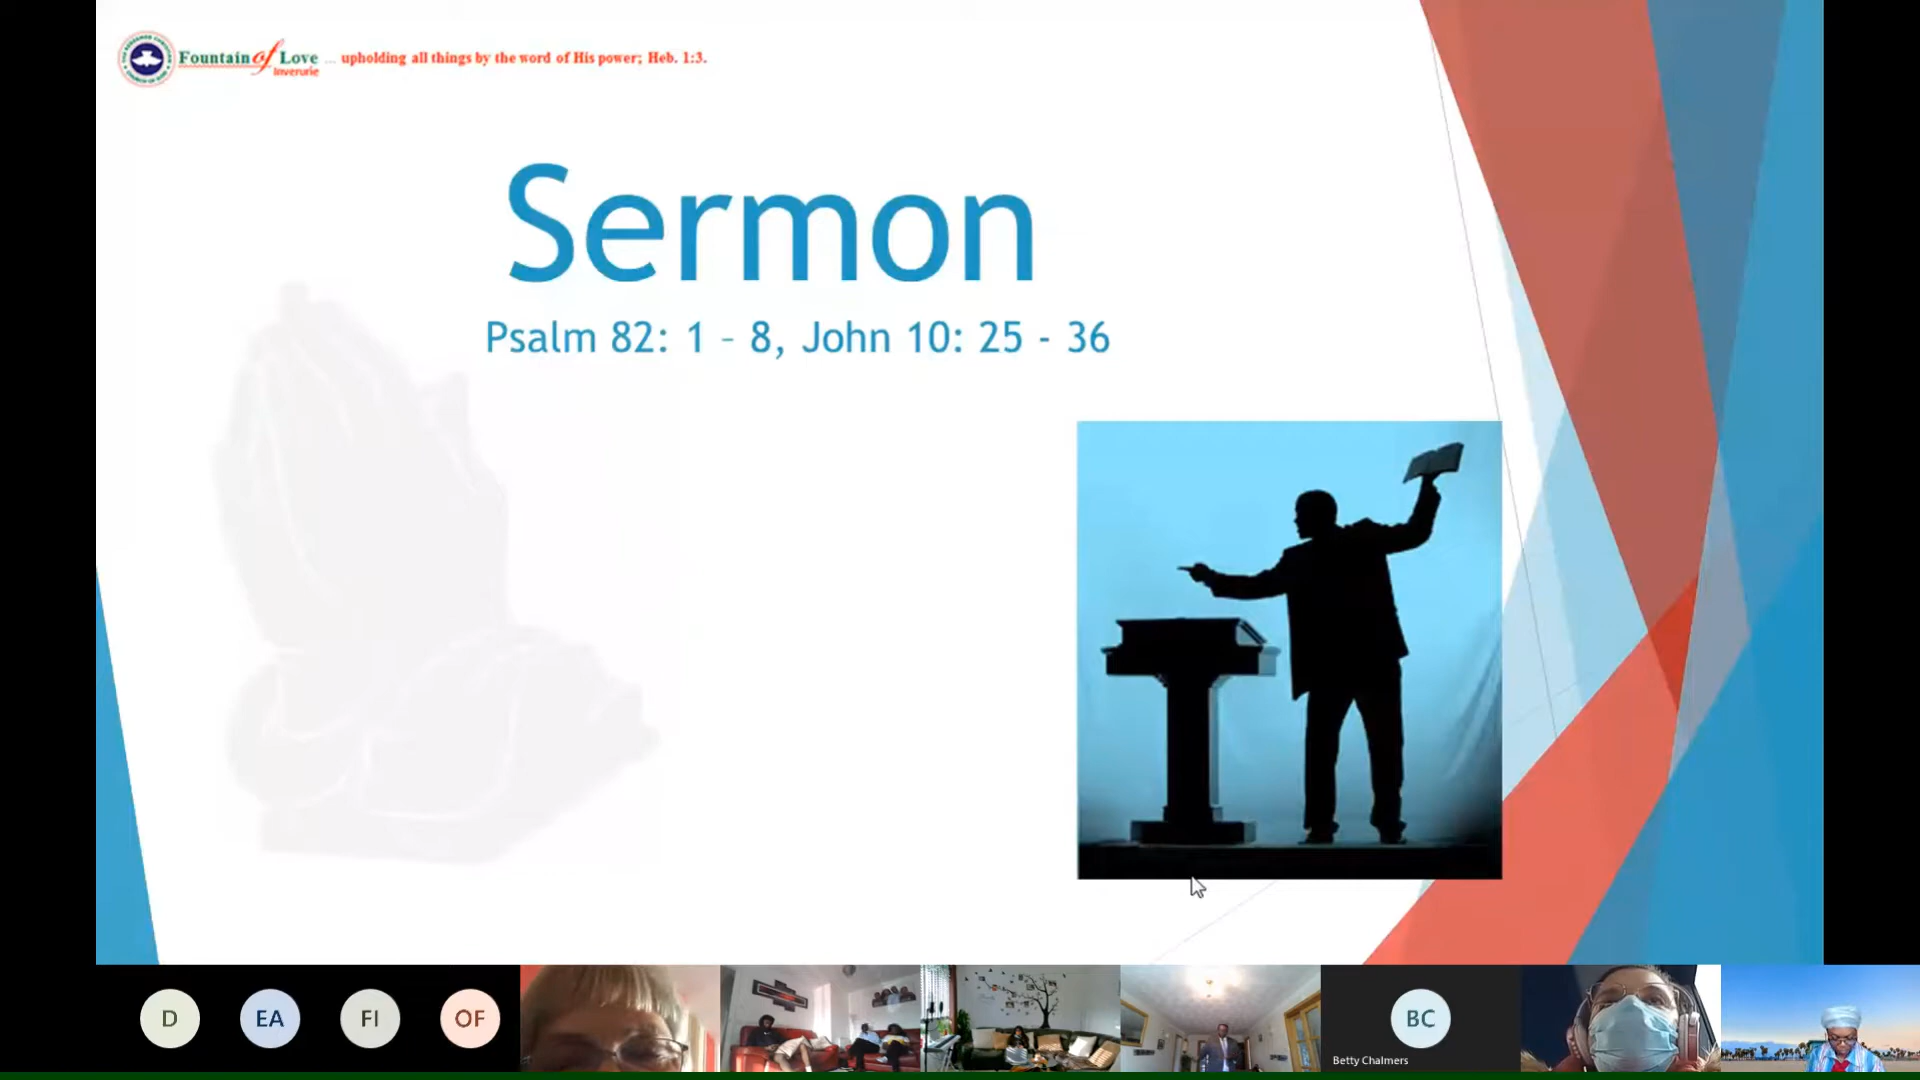 Fountain of Love ... upholding all things by the word of His power; Heb. 1:3.
Inverurie
Sermon
Psalm 82: 1 – 8, John 10: 25 - 36
D EA FI OF BC
Betty Chalmers